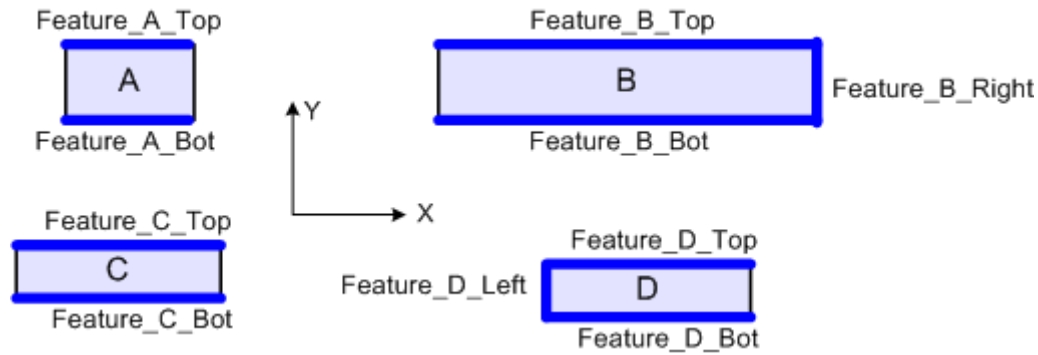 Feature_A_Top
A
Feature_A_Bot
Feature_B_Top
B
Feature_B_Right
Feature_B_Bot
Y
X
Feature_C_Top
C
Feature_C_Bot
Feature_D_Top
Feature_D_Left
D
Feature_D_Bot